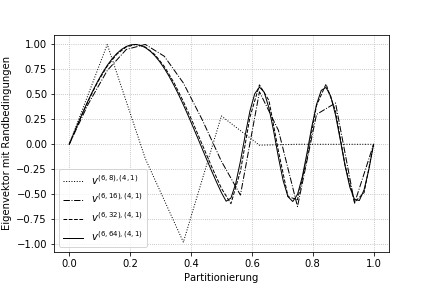 1.00
0.75
0.50
0.25
0.00
−0.25
−0.50
−0.75
−1.00
Eigenvektor mit Randbedingungen
v^(6, 8), (4, 1)
v^(6, 16), (4, 1)
v^(6, 32), (4, 1)
v^(6, 64), (4, 1)
0.0 0.2 0.4 0.6 0.8 1.0
Partitionierung